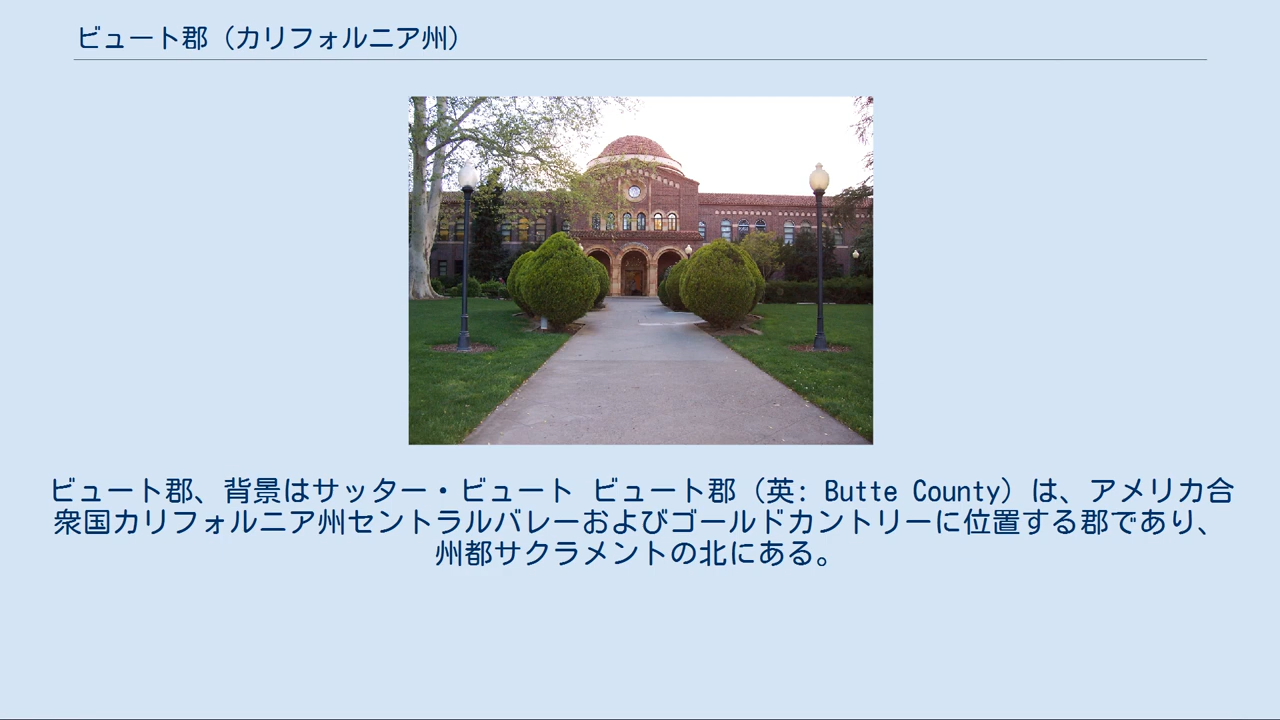 ビュート郡（カリフォルニア州）
ビュート郡、背景はサッター・ビュート ビュート郡（英: Butte County）は、アメリカ合
衆国カリフォルニア州セントラルバレーおよびゴールドカントリーに位置する郡であり、
州都サクラメントの北にある。